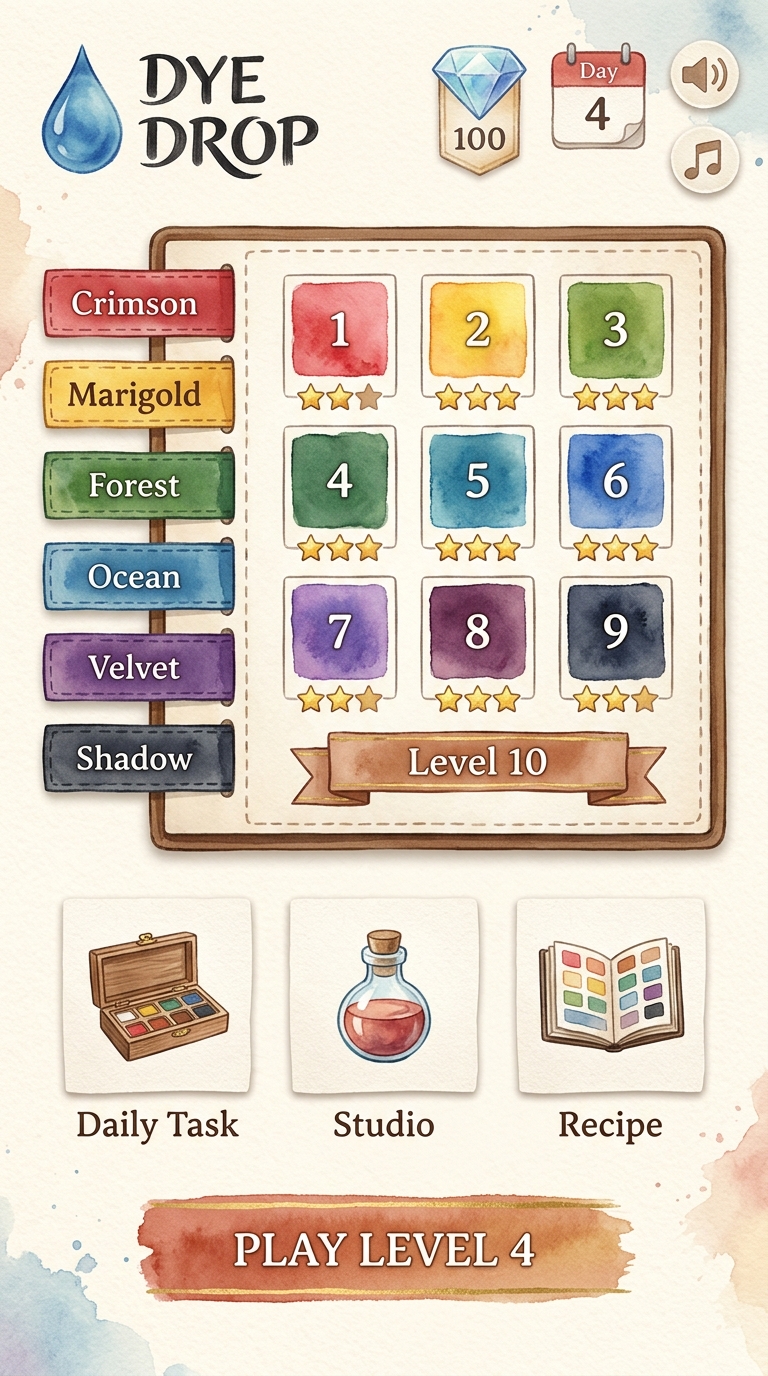 DYE
DROP
100
Day
4
Crimson
Marigold
Forest
Ocean
Velvet
Shadow
1 2 3
4 5 6
7 8 9
Level 10
Daily Task Studio Recipe
PLAY LEVEL 4